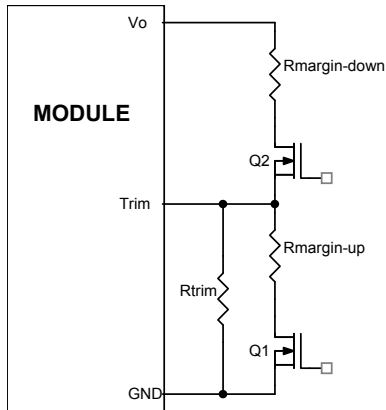 Vo
Rmargin-down
MODULE
Q2
Trim
Rmargin-up
Rtrim
Q1
GND